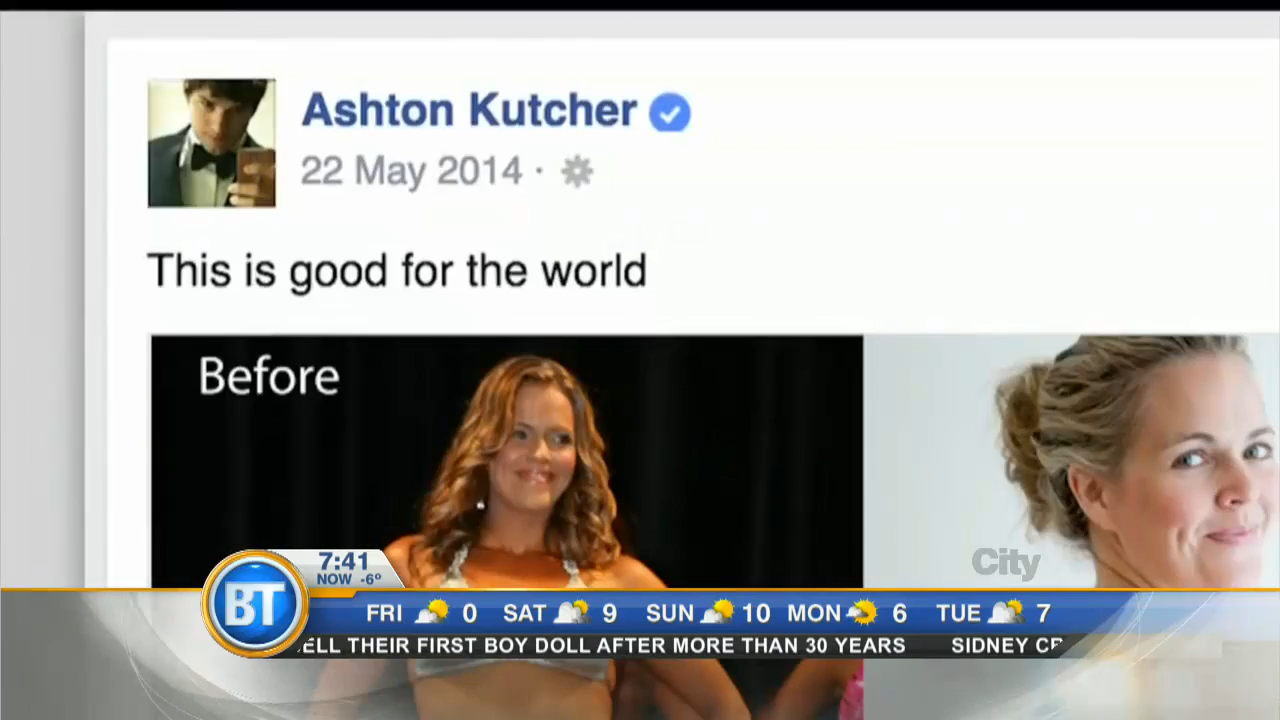 Ashton Kutcher
22 May 2014 ·
This is good for the world
Before
City
7:41
NOW -6°
BT
FRI 0 SAT 9 SUN 10 MON 6 TUE 7
ELL THEIR FIRST BOY DOLL AFTER MORE THAN 30 YEARS SIDNEY